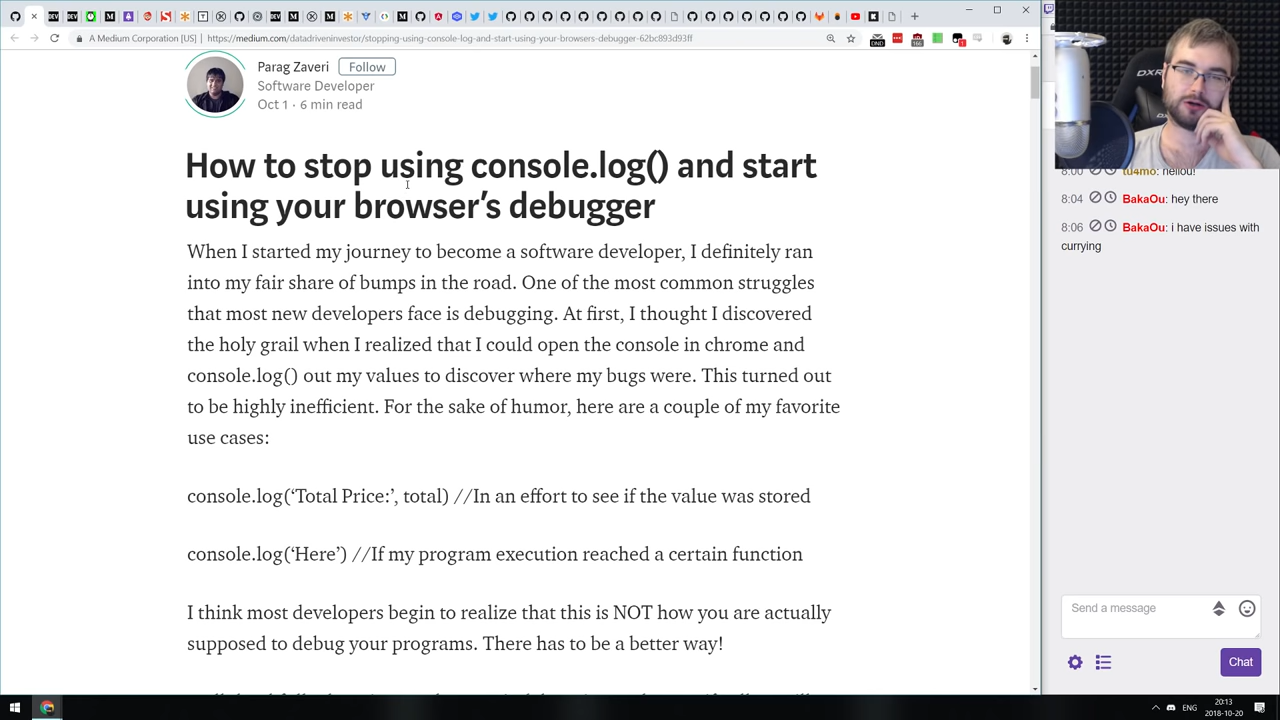 A Medium Corporation [US]
https://medium.com/datadriveninvestor/stopping-using-console-log-and-start-using-your-browsers-debugger-62bc893d93ff
Parag Zaveri
Follow
Software Developer
Oct 1 · 6 min read
How to stop using console.log() and start
using your browser’s debugger
When I started my journey to become a software developer, I definitely ran
into my fair share of bumps in the road. One of the most common struggles
that most new developers face is debugging. At first, I thought I discovered
the holy grail when I realized that I could open the console in chrome and
console.log() out my values to discover where my bugs were. This turned out
to be highly inefficient. For the sake of humor, here are a couple of my favorite
use cases:
console.log(‘Total Price:’, total) //In an effort to see if the value was stored
console.log(‘Here’) //If my program execution reached a certain function
I think most developers begin to realize that this is NOT how you are actually
supposed to debug your programs. There has to be a better way!
DXR
8:00 tu4mo: hellou!
8:04 BakaOu: hey there
8:06 BakaOu: i have issues with
currying
Send a message
Chat
ENG
20:13
2018-10-20